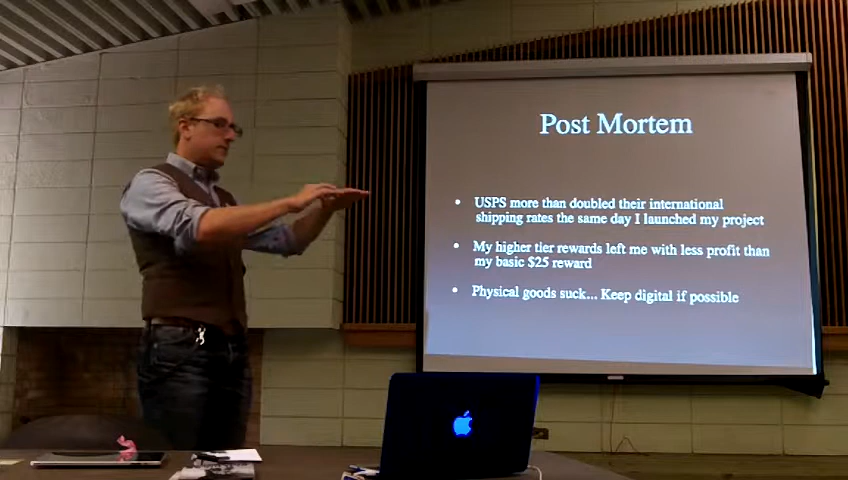 Post Mortem
• USPS more than doubled their international
shipping rates the same day I launched my project
• My higher tier rewards left me with less profit than
my basic $25 reward
• Physical goods suck... Keep digital if possible